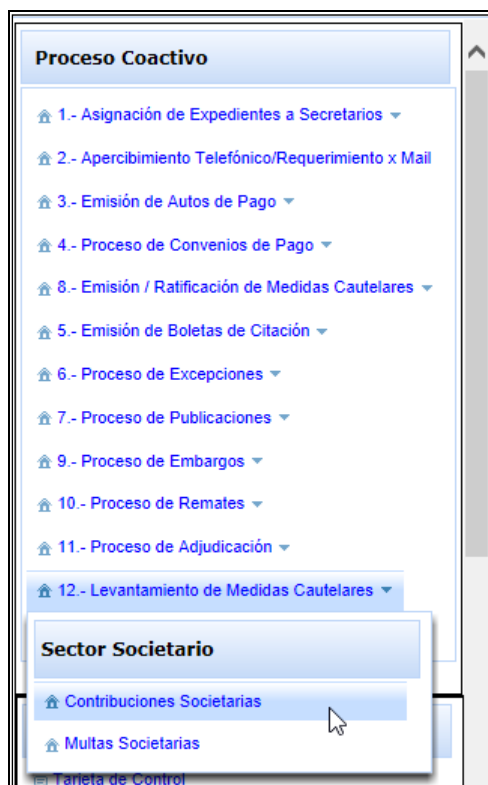 Proceso Coactivo
1.- Asignación de Expedientes a Secretarios
2.- Apercibimiento Telefónico/Requerimiento x Mail
3.- Emisión de Autos de Pago
4.- Proceso de Convenios de Pago
8.- Emisión / Ratificación de Medidas Cautelares
5.- Emisión de Boletas de Citación
6.- Proceso de Excepciones
7.- Proceso de Publicaciones
9.- Proceso de Embargos
10.- Proceso de Remates
11.- Proceso de Adjudicación
12.- Levantamiento de Medidas Cautelares
Sector Societario
Contribuciones Societarias
Multas Societarias
Tarjeta de Control